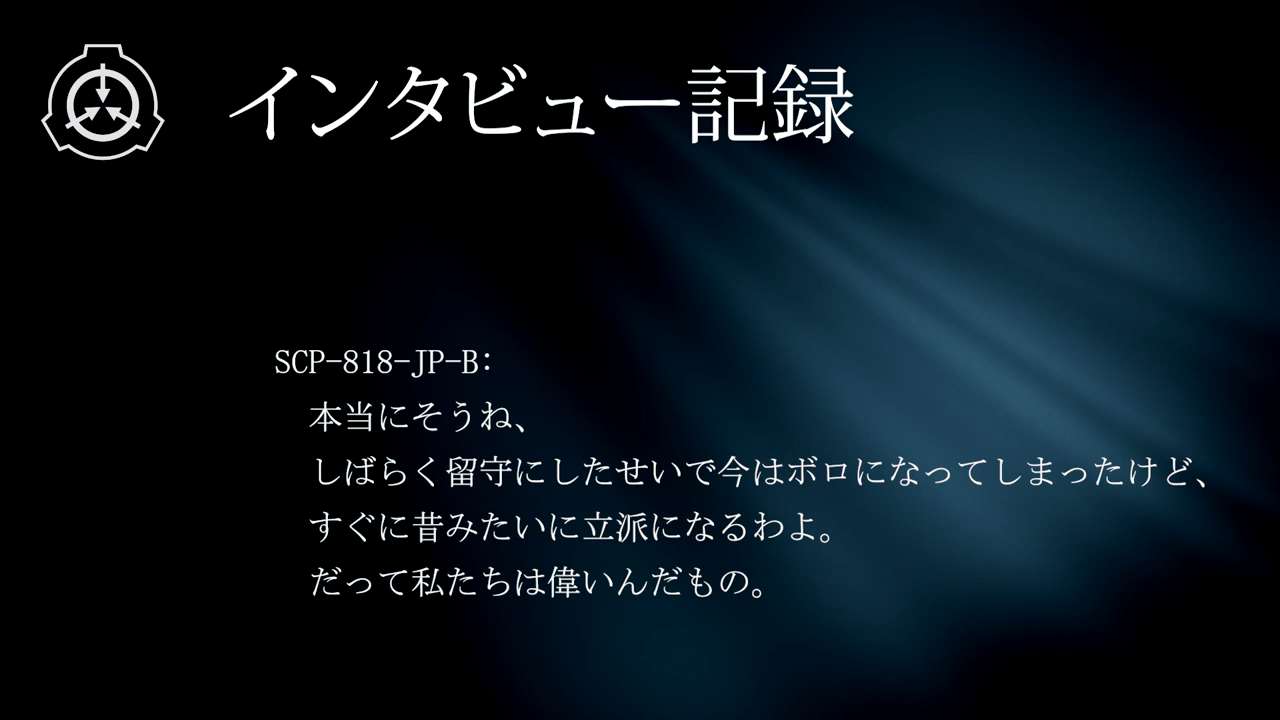 インタビュー記録
SCP-818-JP-B:
本当にそうね、
しばらく留守にしたせいで今はボロになってしまったけど、
すぐに昔みたいに立派になるわよ。
だって私たちは偉いんだもの。